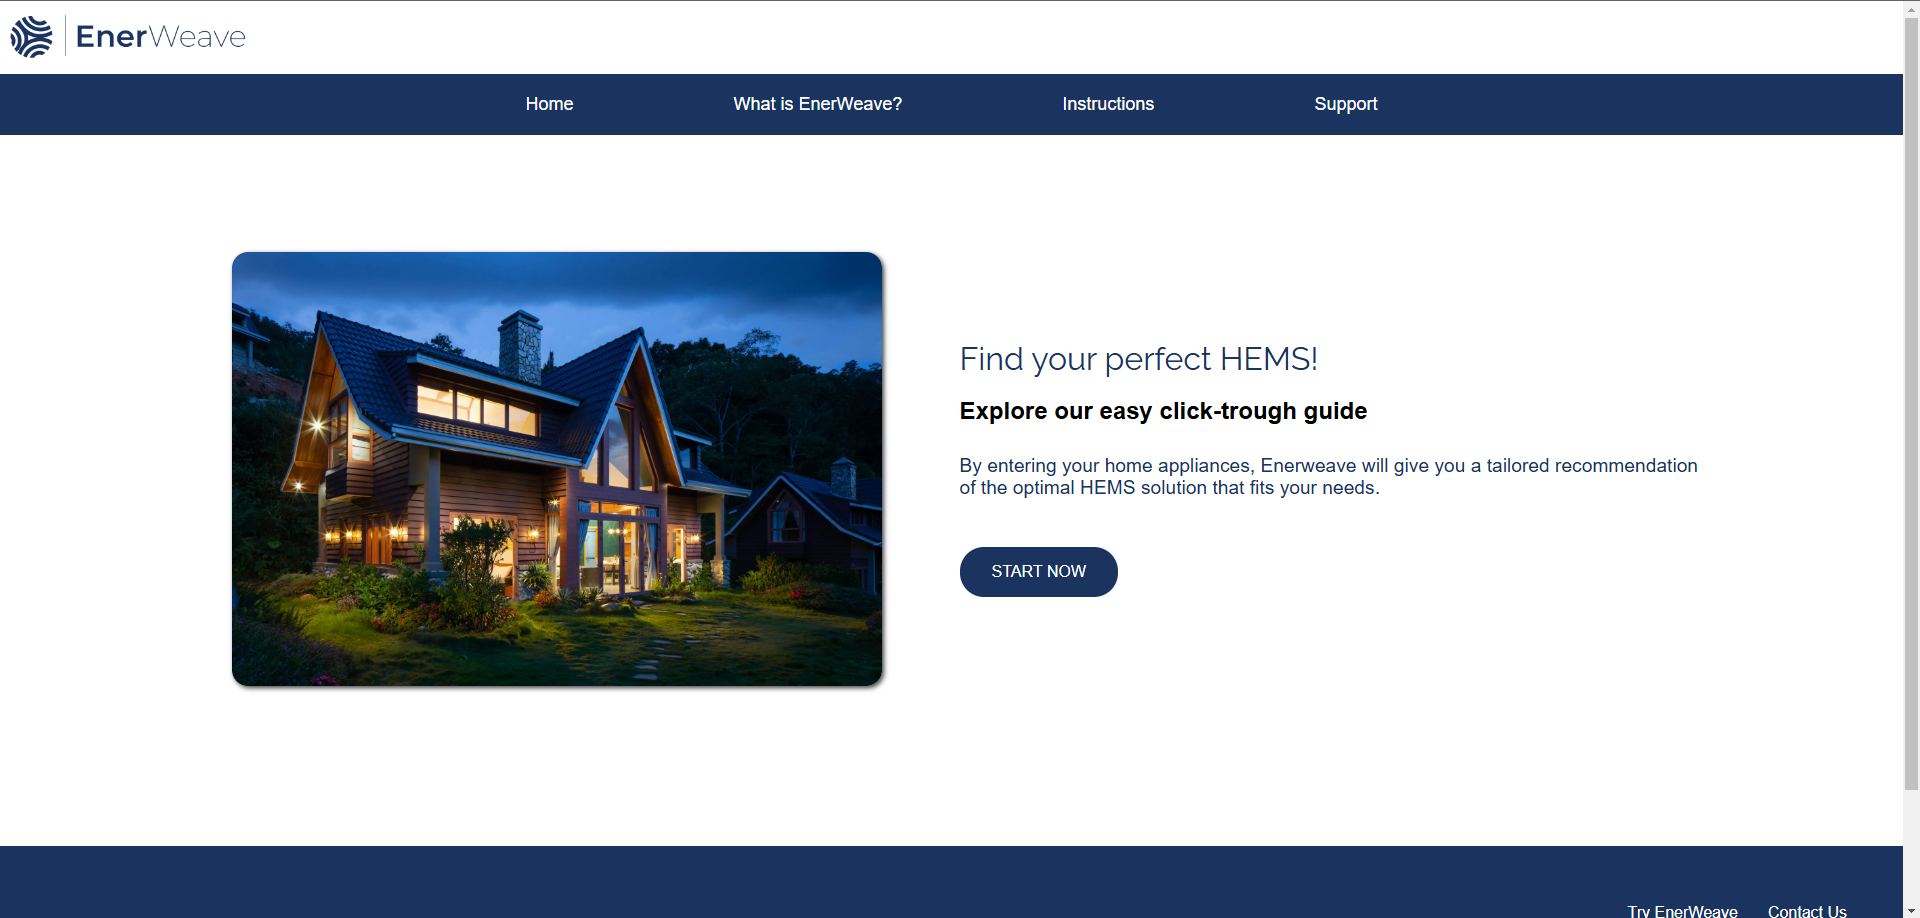 EnerWeave
Home What is EnerWeave? Instructions Support
Find your perfect HEMS!
Explore our easy click-trough guide
By entering your home appliances, Enerweave will give you a tailored recommendation
of the optimal HEMS solution that fits your needs.
START NOW
Try EnerWeave Contact Us